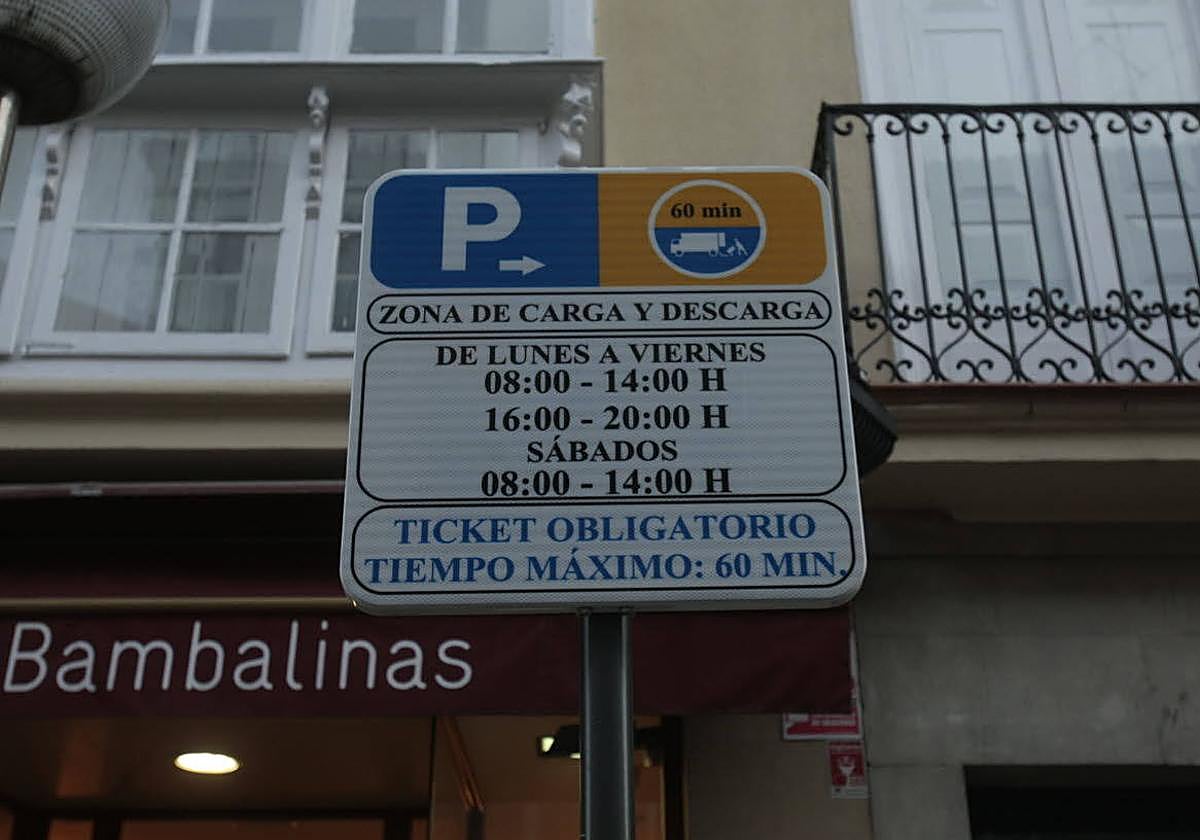 P
60 min
ZONA DE CARGA Y DESCARGA
DE LUNES A VIERNES
08:00 - 14:00 H
16:00 - 20:00 H
SÁBADOS
08:00 - 14:00 H
TICKET OBLIGATORIO
TIEMPO MÁXIMO: 60 MIN.
Bambalinas